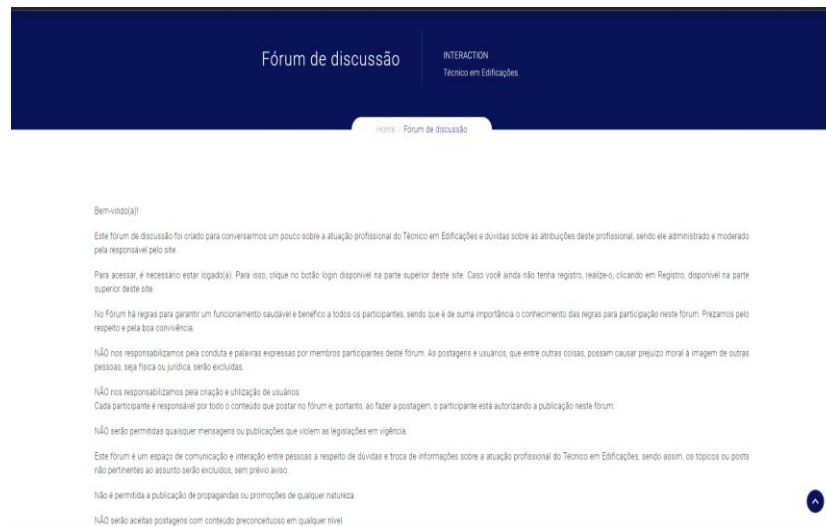 Fórum de discussão
INTERACTION
Técnico em Edificações.
Home / Fórum de discussão
Bem-vindo(a)!
Este fórum de discussão foi criado para conversarmos um pouco sobre a atuação profissional do Técnico em Edificações e dúvidas sobre as atribuições deste profissional, sendo ele administrado e moderado
pela responsável pelo site.
Para acessar, é necessário estar logado(a). Para isso, clique no botão login disponível na parte superior deste site. Caso você ainda não tenha registro, realize-o, clicando em Registro, disponível na parte
superior deste site.
No Fórum há regras para garantir um funcionamento saudável e benéfico a todos os participantes, sendo que é de suma importância o conhecimento das regras para participação neste fórum. Prezamos pelo
respeito e pela boa convivência.
NÃO nos responsabilizamos pela conduta e palavras expressas por membros participantes deste fórum. As postagens e usuários, que entre outras coisas, possam causar prejuízo moral à imagem de outras
pessoas, seja física ou jurídica, serão excluídas.
NÃO nos responsabilizamos pela criação e utilização de usuários.
Cada participante é responsável por todo o conteúdo que postar no fórum e, portanto, ao fazer a postagem, o participante está autorizando a publicação neste fórum.
NÃO serão permitidas quaisquer mensagens ou publicações que violem as legislações em vigência.
Este fórum é um espaço de comunicação e interação entre pessoas a respeito de dúvidas e troca de informações sobre a atuação profissional do Técnico em Edificações, sendo assim, os tópicos ou posts
não pertinentes ao assunto serão excluídos, sem prévio aviso.
Não é permitida a publicação de propagandas ou promoções de qualquer natureza.
NÃO serão aceitas postagens com conteúdo preconceituoso em qualquer nível